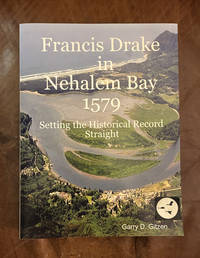 Francis Drake
in
Nehalem Bay
1579
Setting the Historical Record
Straight
Garry D. Gitzen